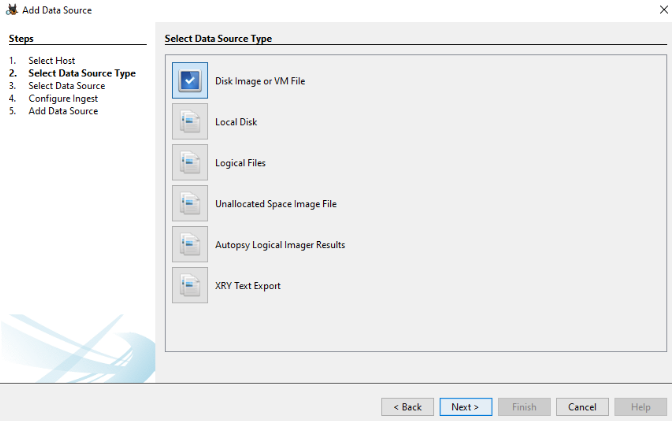 Add Data Source
Steps
1. Select Host
2. Select Data Source Type
3. Select Data Source
4. Configure Ingest
5. Add Data Source
Select Data Source Type
Disk Image or VM File
Local Disk
Logical Files
Unallocated Space Image File
Autopsy Logical Imager Results
XRY Text Export
< Back Next > Finish Cancel Help